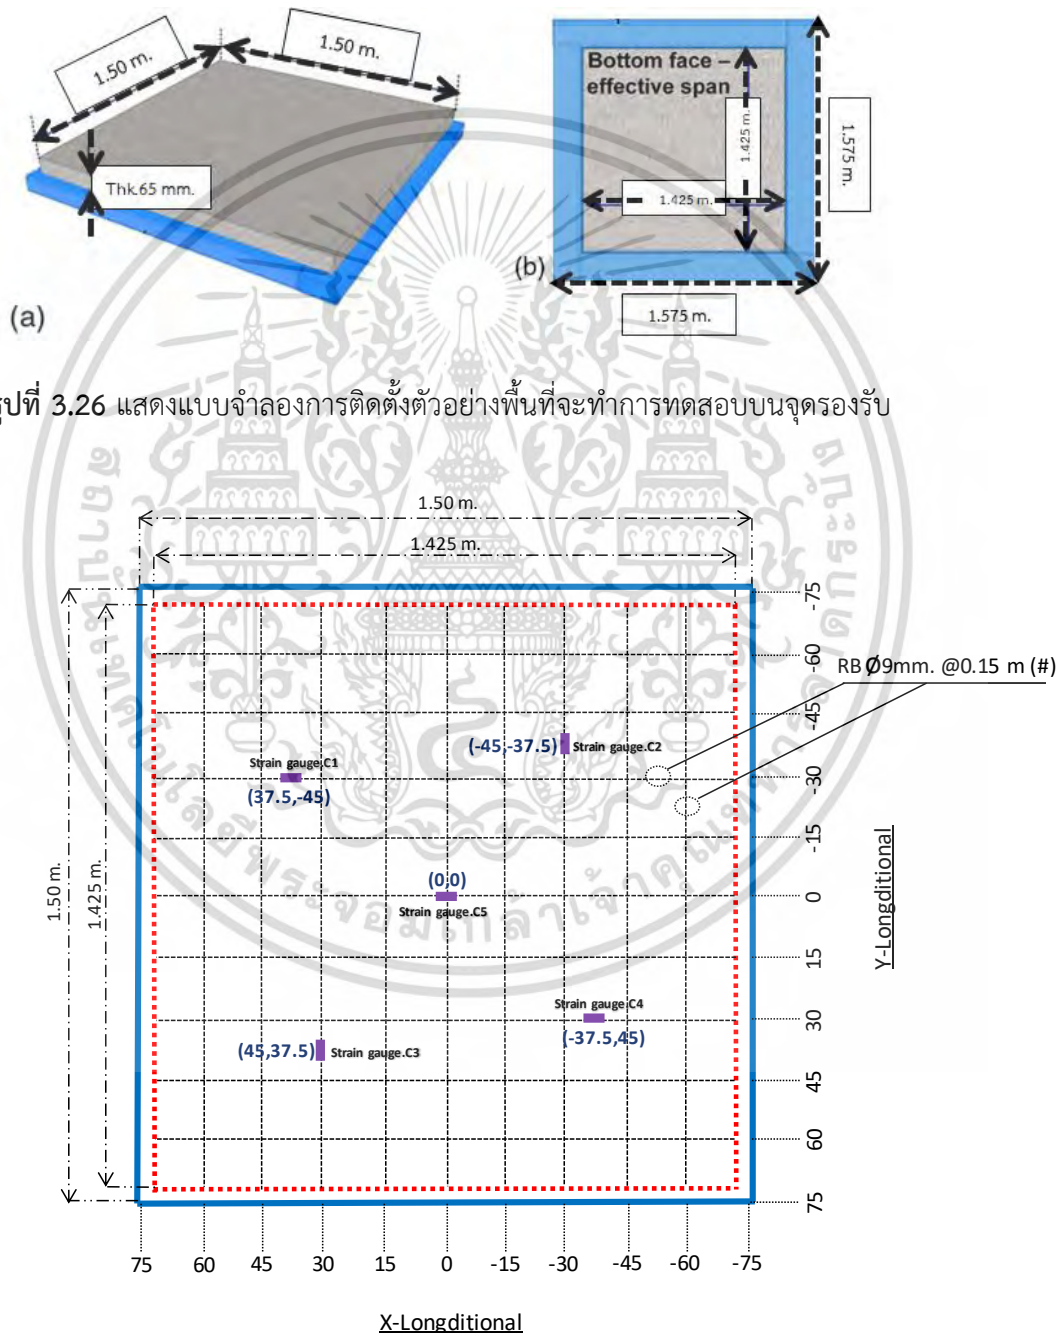 1.50 m.
1.50 m.
Thk.65 mm.
(a)
Bottom face –
effective span
1.425 m.
1.425 m.
1.575 m.
(b)
1.575 m.
รูปที่ 3.26 แสดงแบบจำลองการติดตั้งตัวอย่างพื้นที่จะทำการทดสอบบนจุดรองรับ
1.50 m.
1.425 m.
1.50 m.
1.425 m.
-75
-60
-45
-30
-15
0
15
30
45
60
75
Y-Longditional
RB Ø9mm. @0.15 m (#)
(-45,-37.5)
Strain gauge.C2
Strain gauge.C1
(37.5,-45)
(0,0)
Strain gauge.C5
Strain gauge.C4
(-37.5,45)
(45,37.5)
Strain gauge.C3
75 60 45 30 15 0 -15 -30 -45 -60 -75
X-Longditional